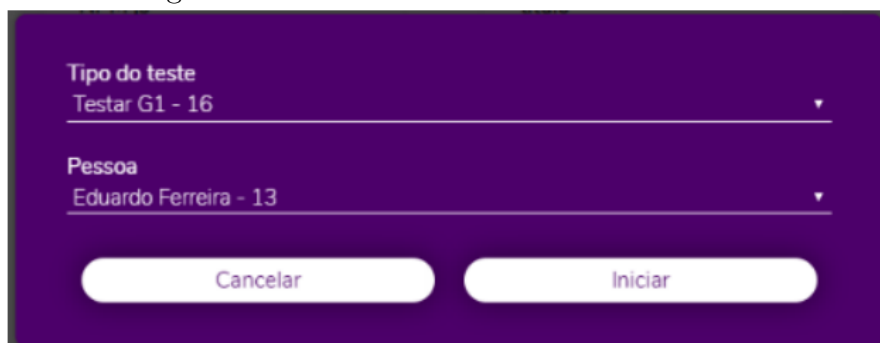 Tipo do teste
Testar G1 - 16
Pessoa
Eduardo Ferreira - 13
Cancelar
Iniciar